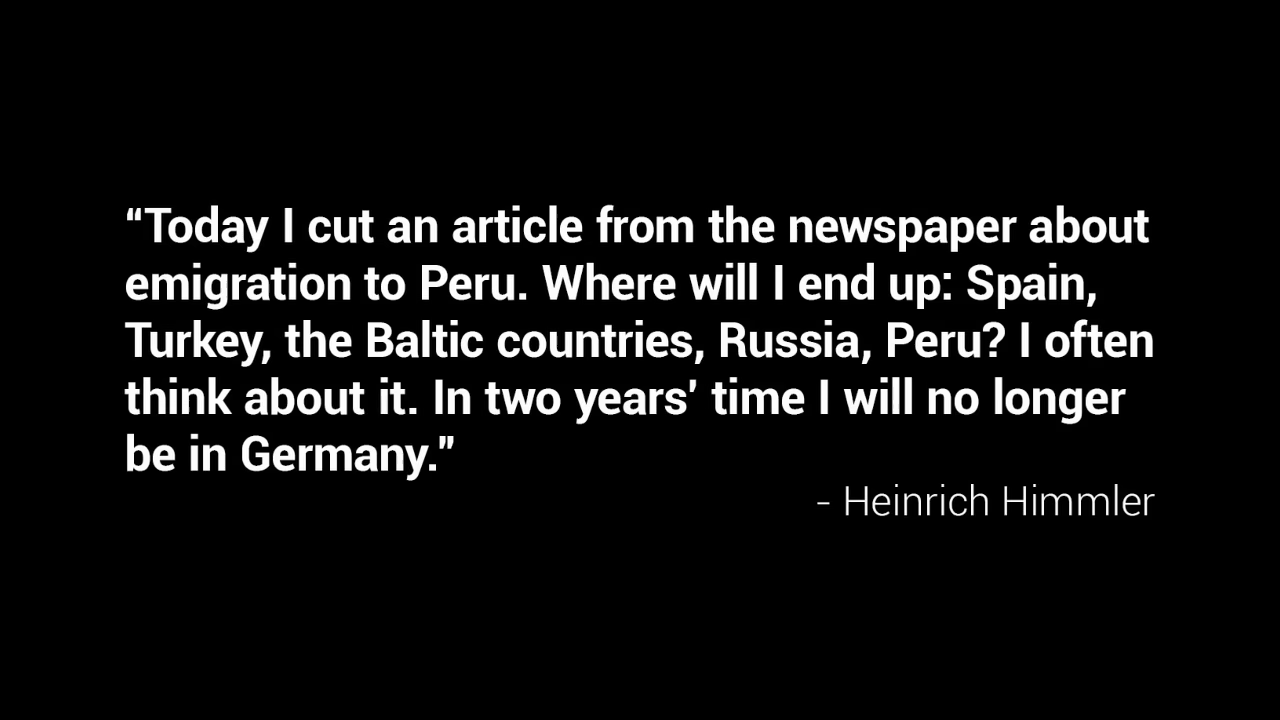 “Today I cut an article from the newspaper about
emigration to Peru. Where will I end up: Spain,
Turkey, the Baltic countries, Russia, Peru? I often
think about it. In two years’ time I will no longer
be in Germany.”
- Heinrich Himmler